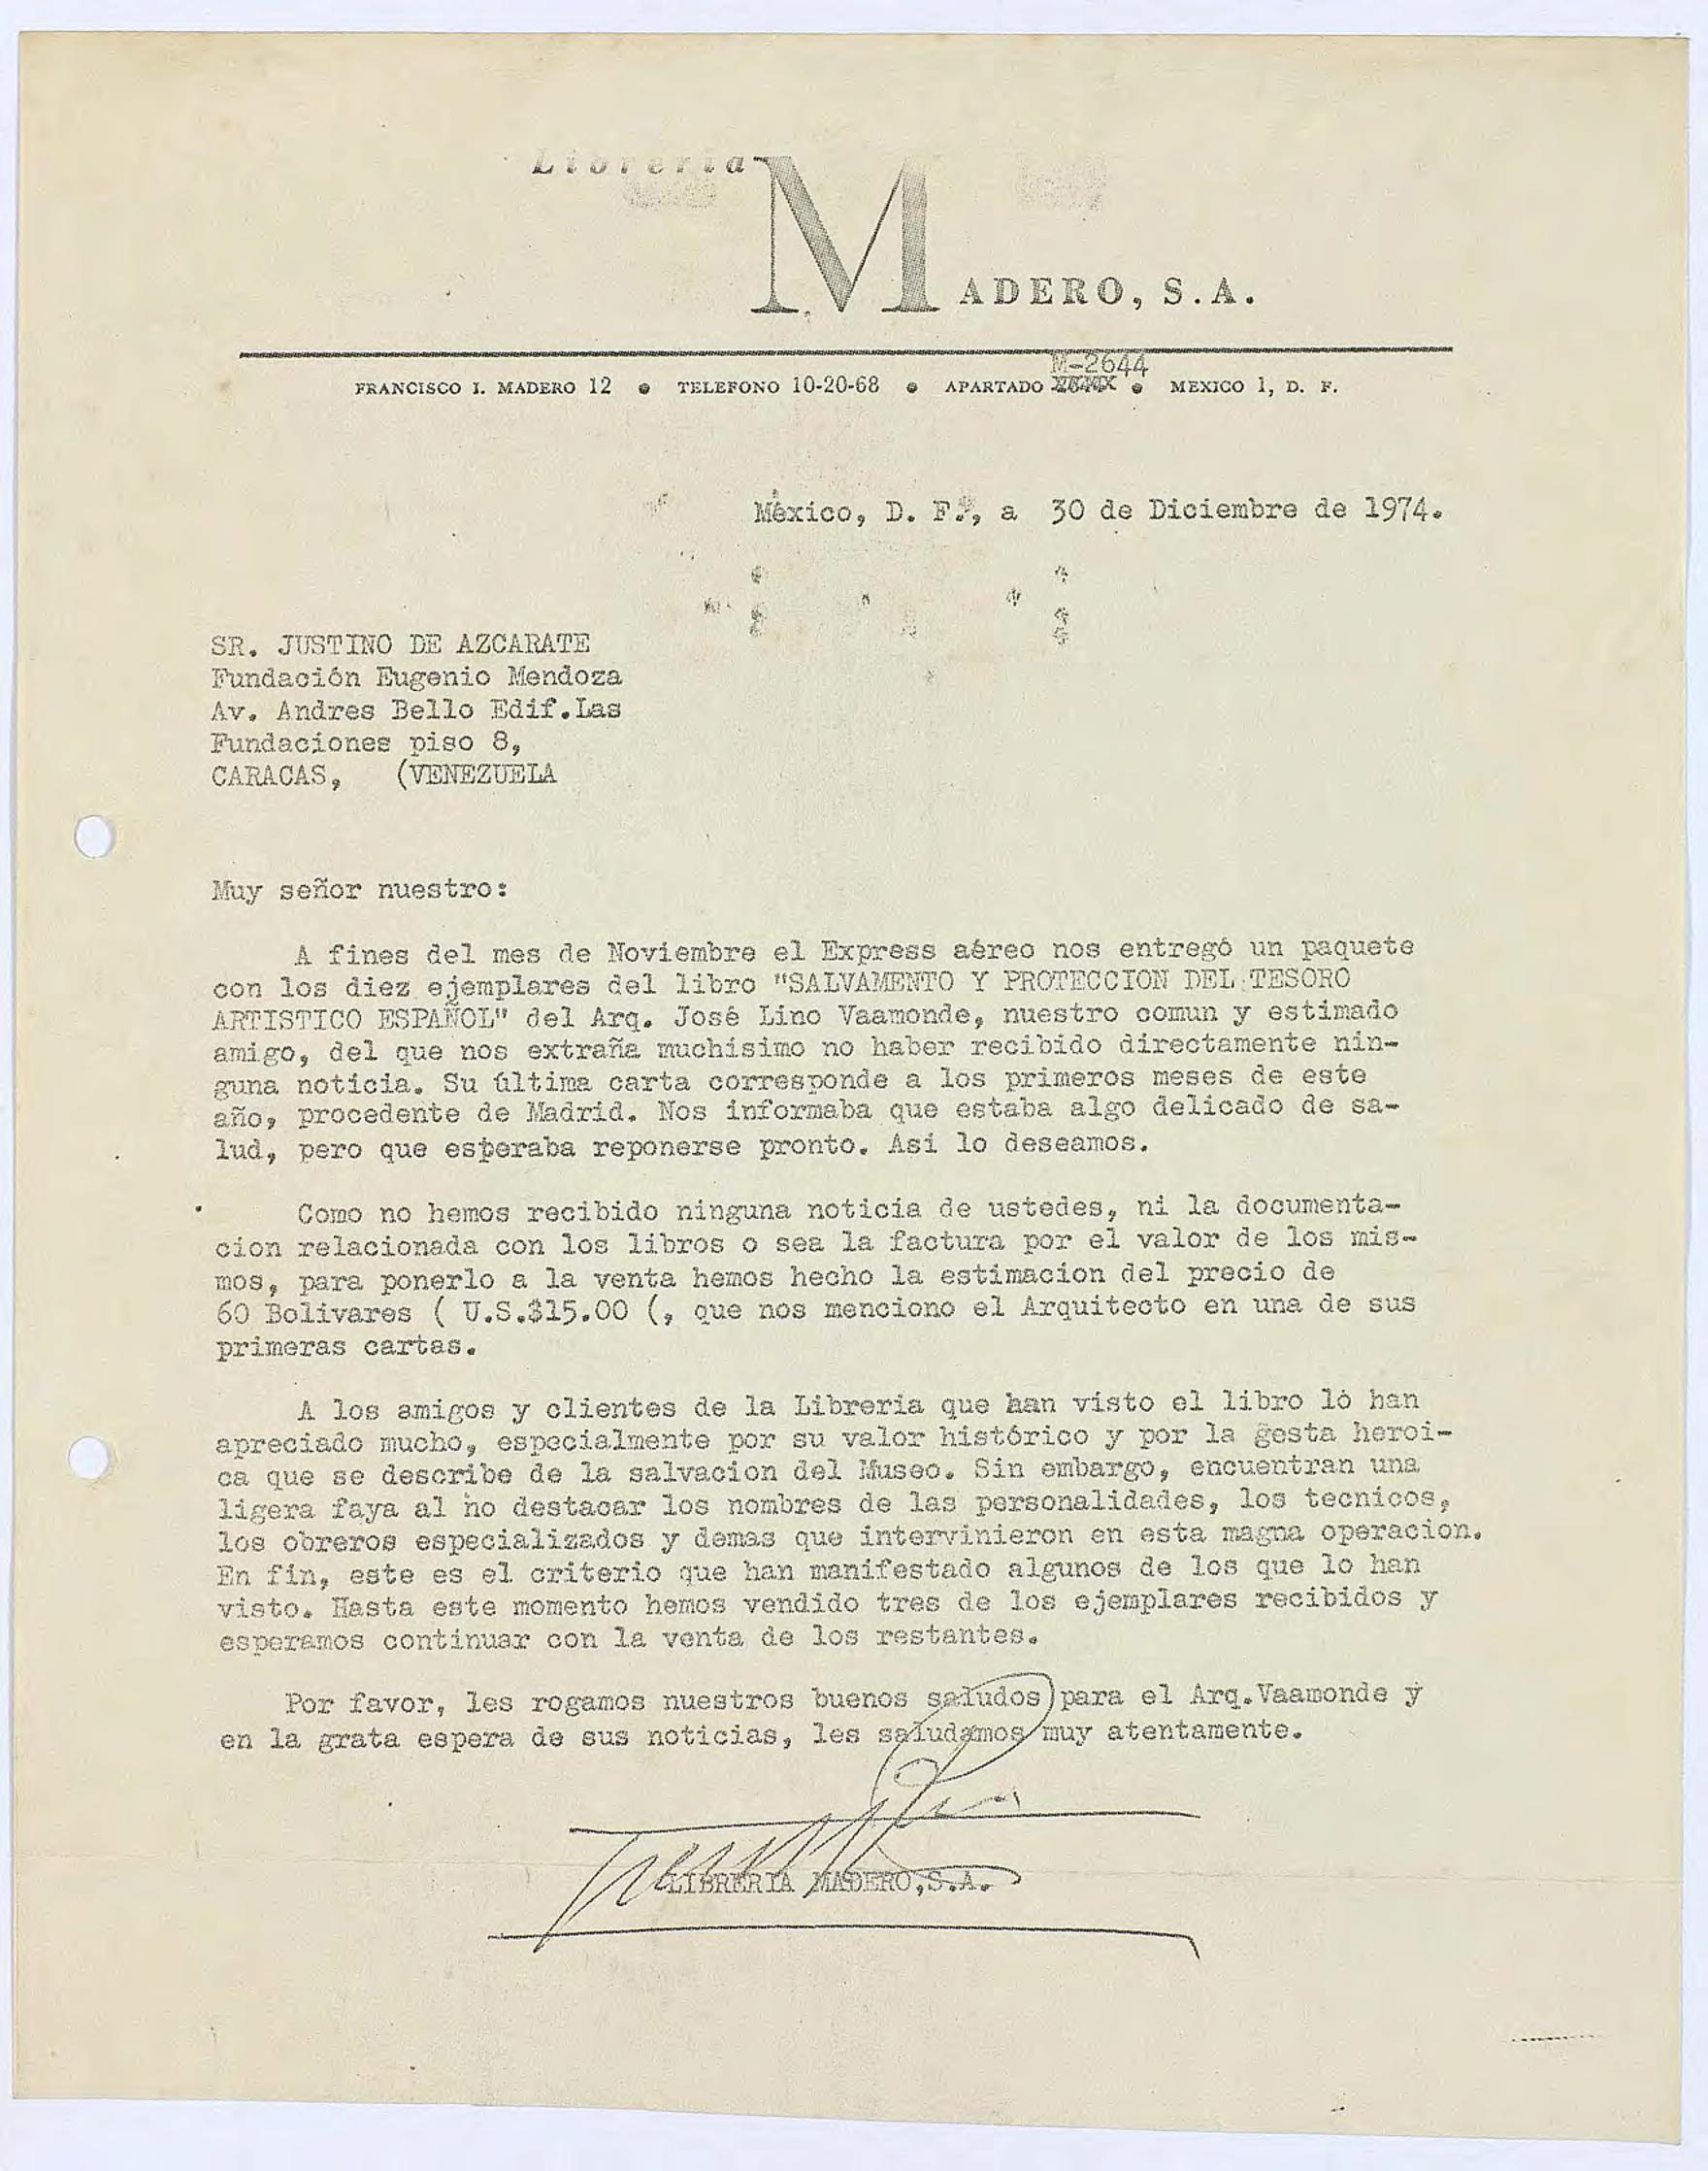 Librería
MADERO, S.A.
M-2644
FRANCISCO I. MADERO 12 • TELEFONO 10-20-68 • APARTADO • MEXICO 1, D. F.
México, D. F., a 30 de Diciembre de 1974.
SR. JUSTINO DE AZCARATE
Fundación Eugenio Mendoza
Av. Andres Bello Edif.Las
Fundaciones piso 8,
CARACAS, (VENEZUELA
Muy señor nuestro:
A fines del mes de Noviembre el Express aéreo nos entregó un paquete
con los diez ejemplares del libro "SALVAMENTO Y PROTECCION DEL TESORO
ARTISTICO ESPAÑOL" del Arq. José Lino Vaamonde, nuestro comun y estimado
amigo, del que nos extraña muchísimo no haber recibido directamente nin-
guna noticia. Su última carta corresponde a los primeros meses de este
año, procedente de Madrid. Nos informaba que estaba algo delicado de sa-
lud, pero que esperaba reponerse pronto. Así lo deseamos.
Como no hemos recibido ninguna noticia de ustedes, ni la documenta-
cion relacionada con los libros o sea la factura por el valor de los mis-
mos, para ponerlo a la venta hemos hecho la estimacion del precio de
60 Bolivares ( U.S.$15.00 (, que nos menciono el Arquitecto en una de sus
primeras cartas.
A los amigos y clientes de la Libreria que han visto el libro ló han
apreciado mucho, especialmente por su valor histórico y por la gesta heroi-
ca que se describe de la salvacion del Museo. Sin embargo, encuentran una
ligera faya al no destacar los nombres de las personalidades, los tecnicos,
los obreros especializados y demas que intervinieron en esta magna operacion.
En fin, este es el criterio que han manifestado algunos de los que lo han
visto. Hasta este momento hemos vendido tres de los ejemplares recibidos y
esperamos continuar con la venta de los restantes.
Por favor, les rogamos nuestros buenos saludos para el Arq.Vaamonde y
en la grata espera de sus noticias, les saludamos muy atentamente.
LIBRERIA MADERO,S.A.